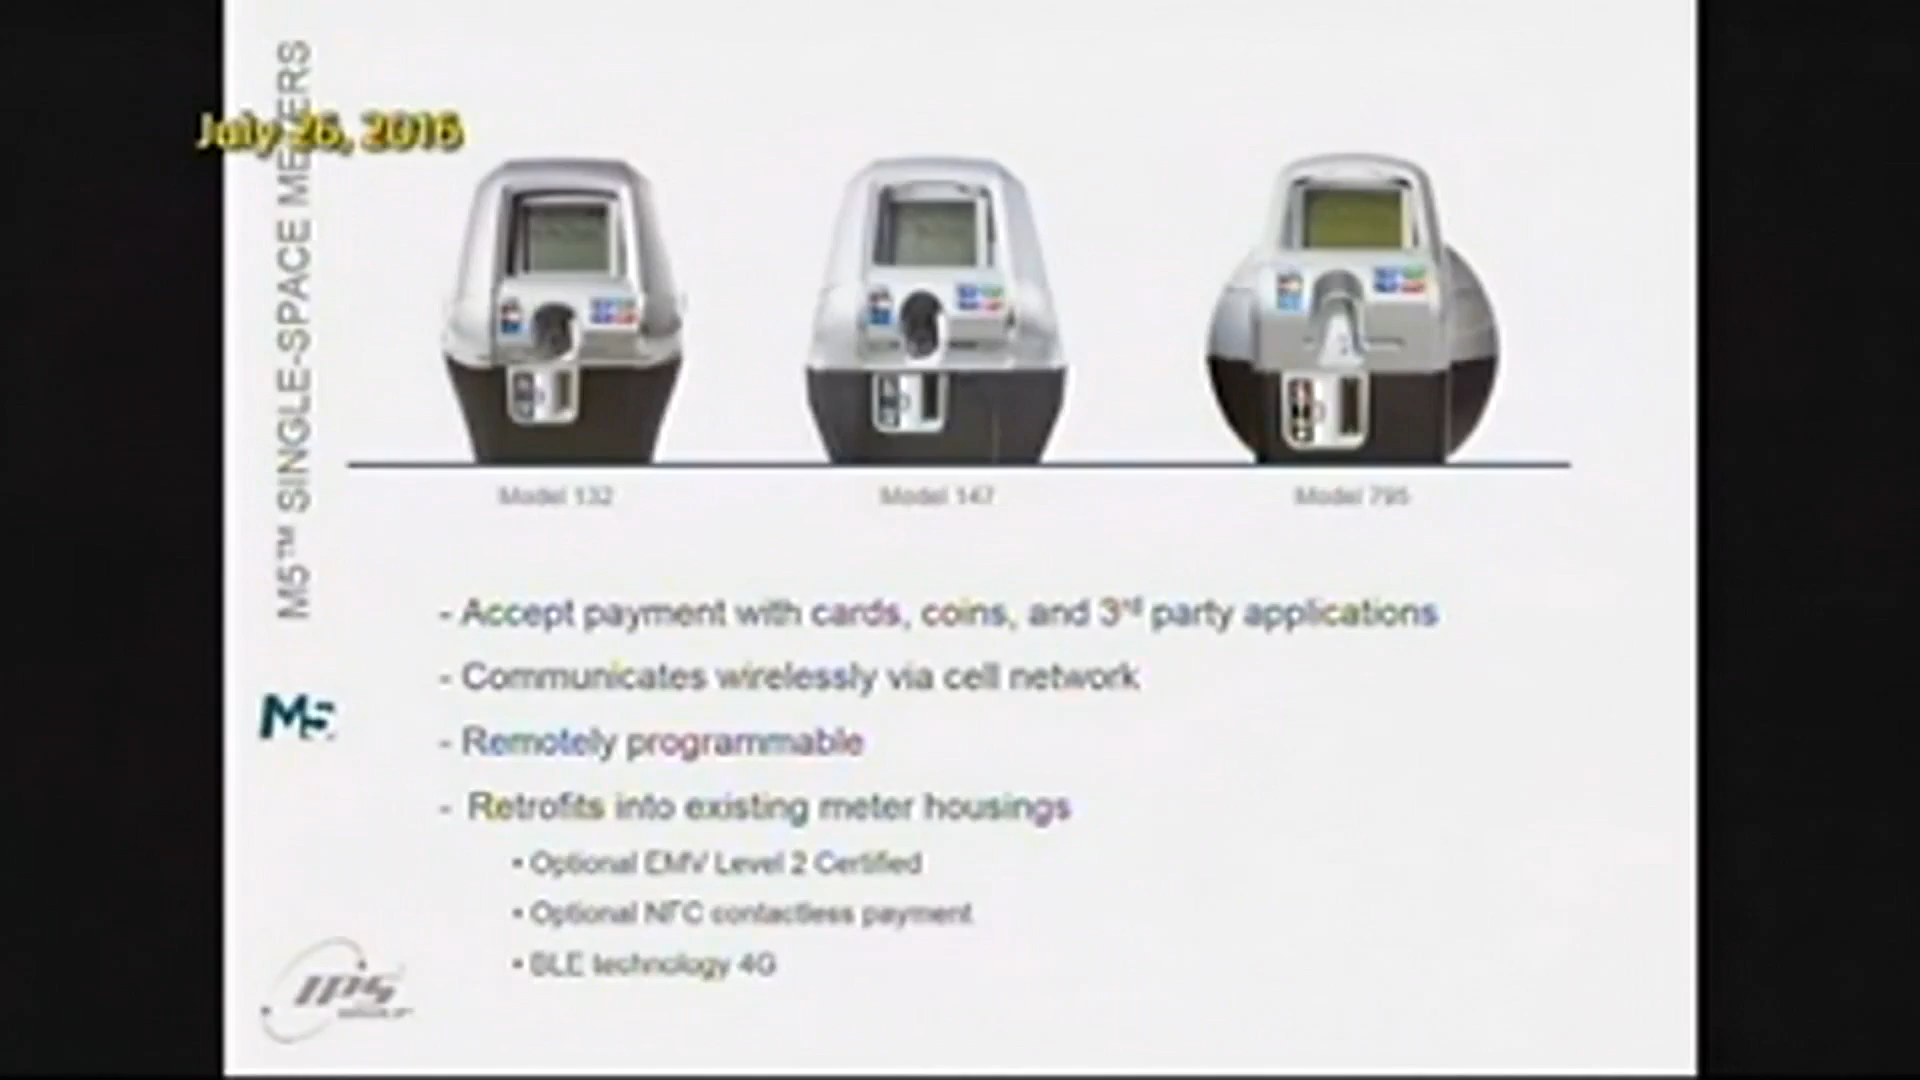 July 26, 2016
M5™ SINGLE-SPACE METERS
Model 132
Model 147
Model 795
- Accept payment with cards, coins, and 3rd party applications
- Communicates wirelessly via cell network
- Remotely programmable
- Retrofits into existing meter housings
• Optional EMV Level 2 Certified
• Optional NFC contactless payment
• BLE technology 4G
M5
IPS
GROUP